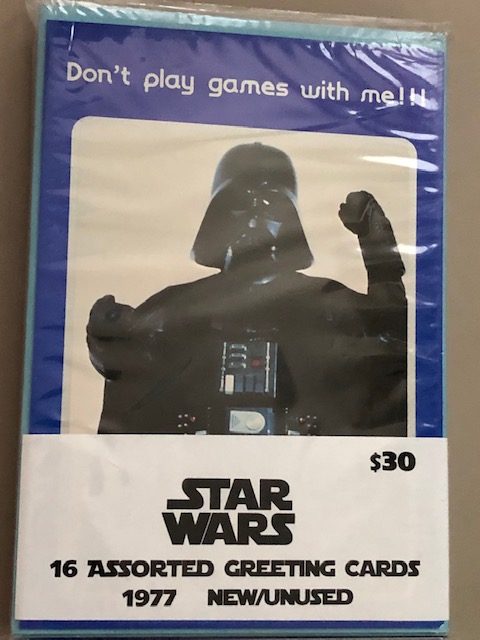 Don't play games with me!!!
$30
STAR
WARS
16 ASSORTED GREETING CARDS
1977 NEW/UNUSED